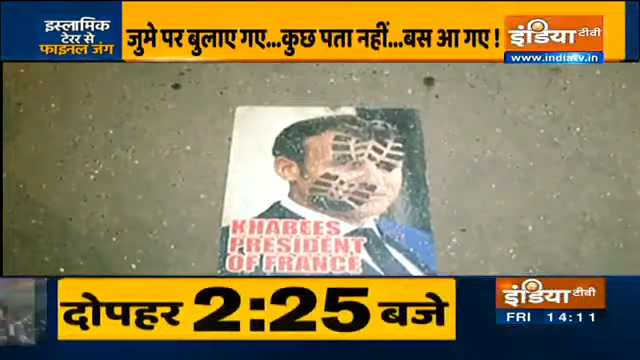 इस्लामिक
टेरर से
फाइनल जंग
जुमे पर बुलाए गए...कुछ पता नहीं...बस आ गए !
इंडिया टीवी
www.indiatv.in
KHABEES
PRESIDENT
OF FRANCE
दोपहर 2:25 बजे
इंडिया टीवी
FRI 14:11